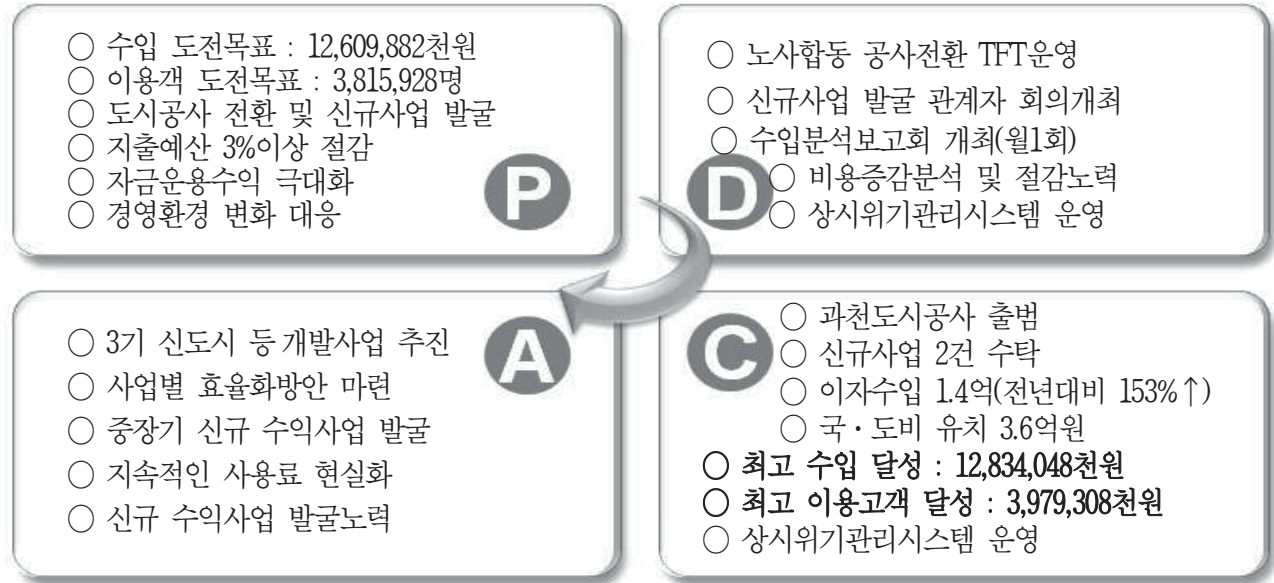 ○ 수입 도전목표 : 12,609,882천원
○ 이용객 도전목표 : 3,815,928명
○ 도시공사 전환 및 신규사업 발굴
○ 지출예산 3%이상 절감
○ 자금운용수익 극대화
○ 경영환경 변화 대응
P
○ 노사합동 공사전환 TFT운영
○ 신규사업 발굴 관계자 회의개최
○ 수입분석보고회 개최(월1회)
○ 비용증감분석 및 절감노력
○ 상시위기관리시스템 운영
D
○ 3기 신도시 등 개발사업 추진
○ 사업별 효율화방안 마련
○ 중장기 신규 수익사업 발굴
○ 지속적인 사용료 현실화
○ 신규 수익사업 발굴노력
A
○ 과천도시공사 출범
○ 신규사업 2건 수탁
○ 이자수입 1.4억(전년대비 153%↑)
○ 국・도비 유치 3.6억원
○ 최고 수입 달성 : 12,834,048천원
○ 최고 이용고객 달성 : 3,979,308천원
○ 상시위기관리시스템 운영
C